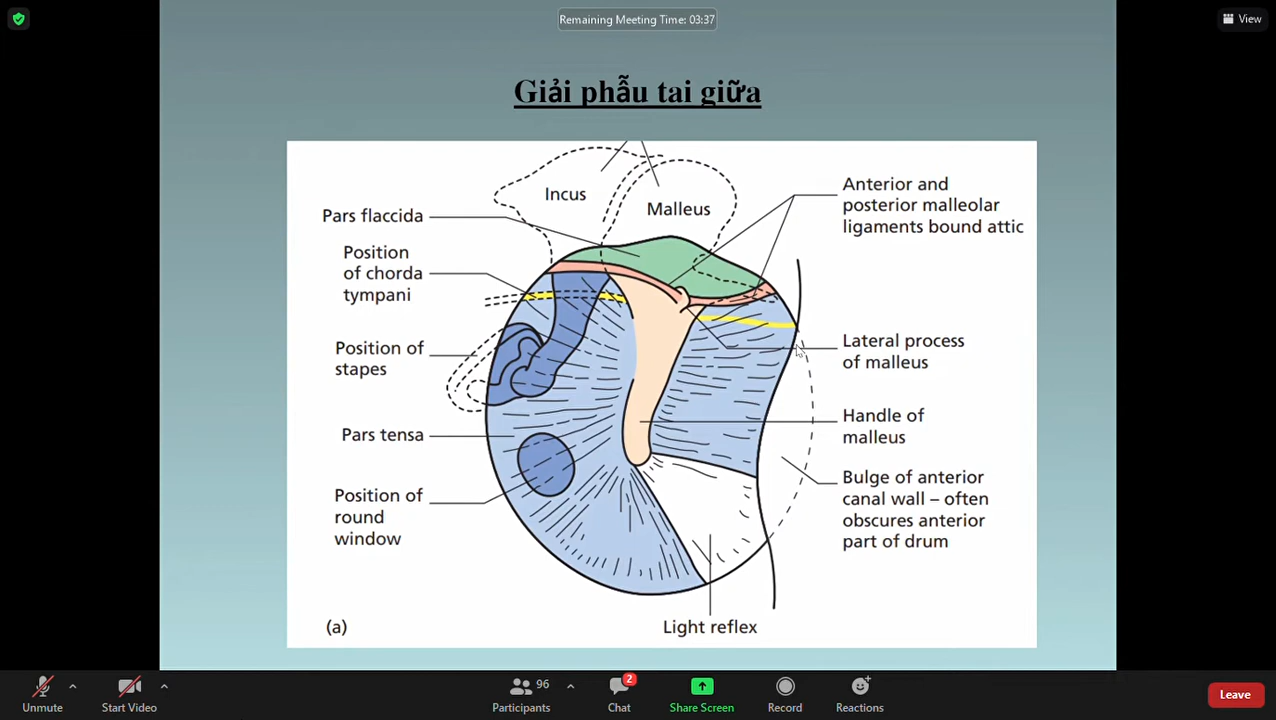 Remaining Meeting Time: 03:37
View
Giải phẫu tai giữa
Incus
Malleus
Pars flaccida
Position
of chorda
tympani
Position of
stapes
Pars tensa
Position of
round
window
Anterior and
posterior malleolar
ligaments bound attic
Lateral process
of malleus
Handle of
malleus
Bulge of anterior
canal wall – often
obscures anterior
part of drum
(a)
Light reflex
Unmute
Start Video
96
Participants
2
Chat
Share Screen
Record
Reactions
Leave